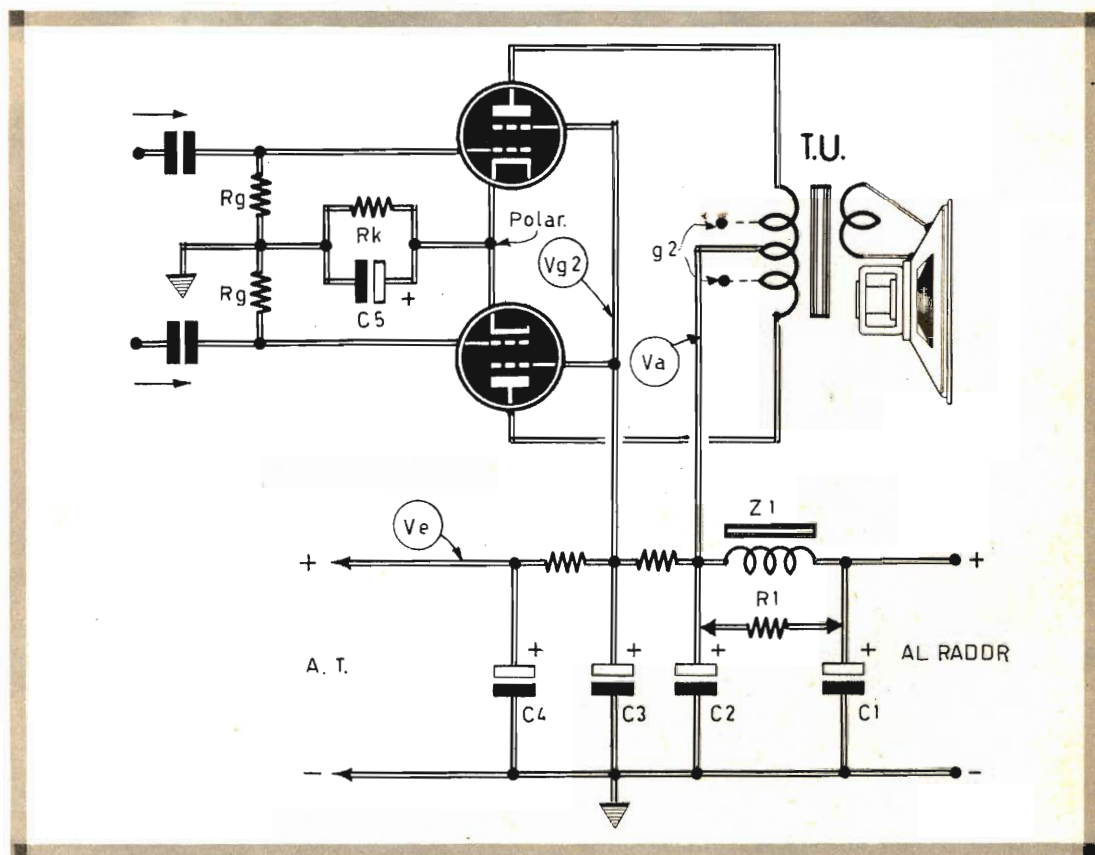 T.U.
Rg
Rk
Polar.
Vg2
g2
Rg
+
C5
Va
Z1
Ve
+
+
R1
+
+
+
+
A. T.
AL RADDR
C4
C3
C2
C1
-
-